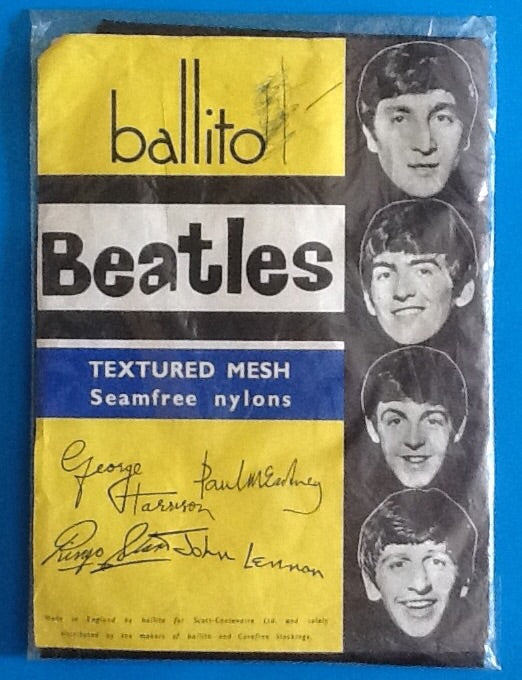 ballito
Beatles
TEXTURED MESH
Seamfree nylons
George
Harrison
Paul McCartney
Ringo Starr
John Lennon
Made in England by ballito for Scott-Centenaire Ltd. and solely
distributed by the makers of ballito and Carefree Stockings.